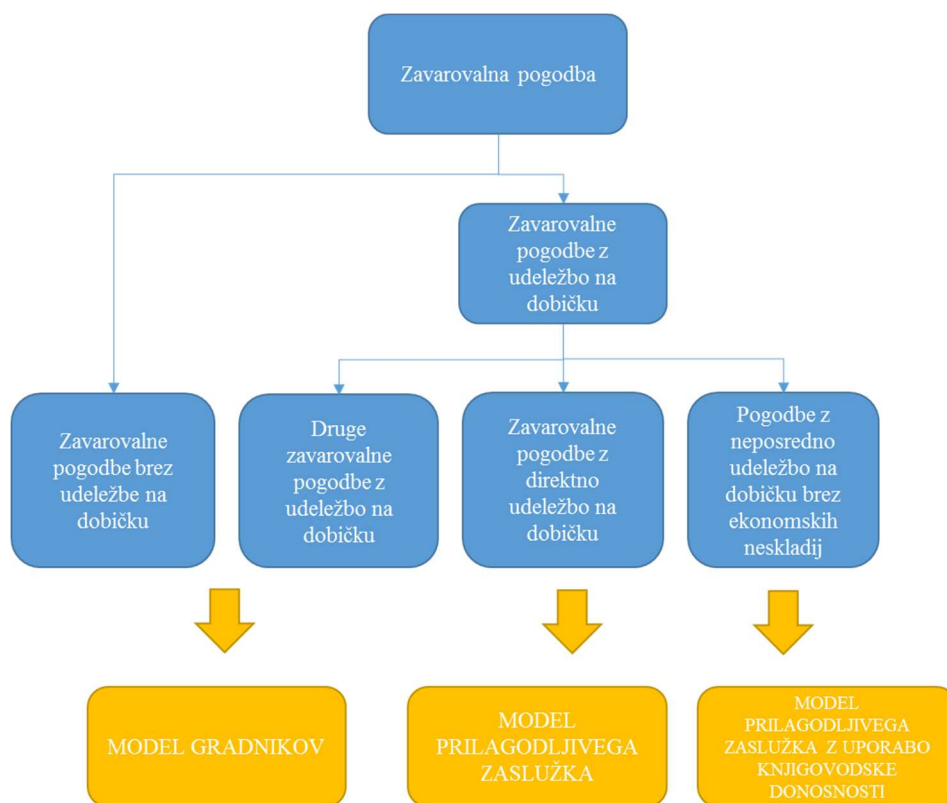 Zavarovalna pogodba
Zavarovalne
pogodbe z
udeležbo na
dobičku
Zavarovalne
pogodbe brez
udeležbe na
dobičku
Druge
zavarovalne
pogodbe z
udeležbo na
dobičku
Zavarovalne
pogodbe z
direktno
udeležbo na
dobičku
Pogodbe z
neposredno
udeležbo na
dobičku brez
ekonomskih
neskladij
MODEL GRADNIKOV
MODEL
PRILAGODLJIVEGA
ZASLUŽKA
MODEL
PRILAGODLJIVEGA
ZASLUŽKA Z UPORABO
KNJIGOVODSKE
DONOSNOSTI